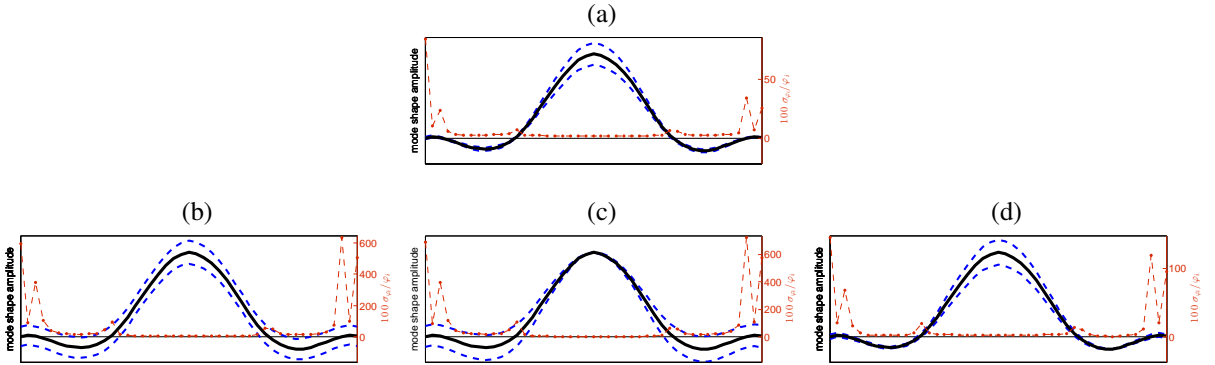 (a)
mode shape amplitude
50
0
100 σφi/φi
(b)
mode shape amplitude
600
400
200
0
100 σφi/φi
(c)
mode shape amplitude
600
400
200
0
100 σφi/φi
(d)
mode shape amplitude
100
0
100 σφi/φi